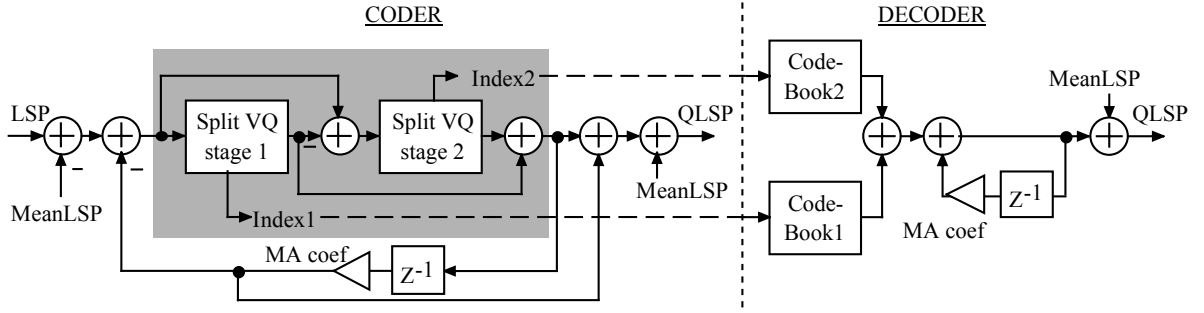 CODER
DECODER
LSP
MeanLSP
Split VQ
stage 1
Split VQ
stage 2
Index2
Index1
QLSP
MeanLSP
MA coef
Z-1
Code-
Book2
Code-
Book1
MeanLSP
QLSP
MA coef
Z-1